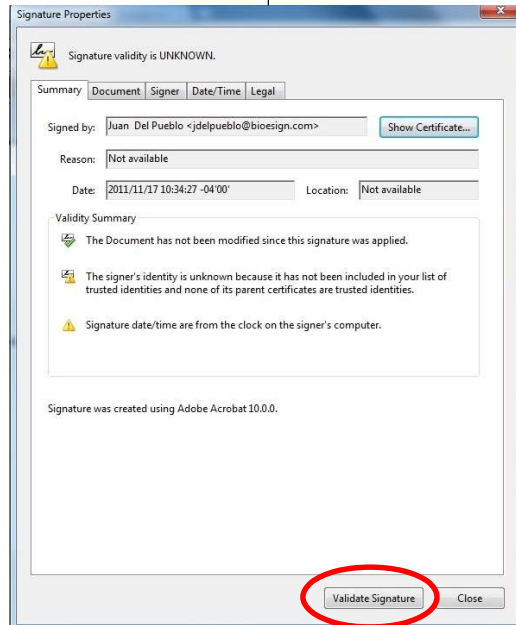 Signature Properties
Signature validity is UNKNOWN.
Summary Document Signer Date/Time Legal
Signed by: Juan Del Pueblo <jdelpueblo@bioesign.com> Show Certificate...
Reason: Not available
Date: 2011/11/17 10:34:27 -04'00' Location: Not available
Validity Summary
The Document has not been modified since this signature was applied.
The signer's identity is unknown because it has not been included in your list of
trusted identities and none of its parent certificates are trusted identities.
Signature date/time are from the clock on the signer's computer.
Signature was created using Adobe Acrobat 10.0.0.
Validate Signature Close